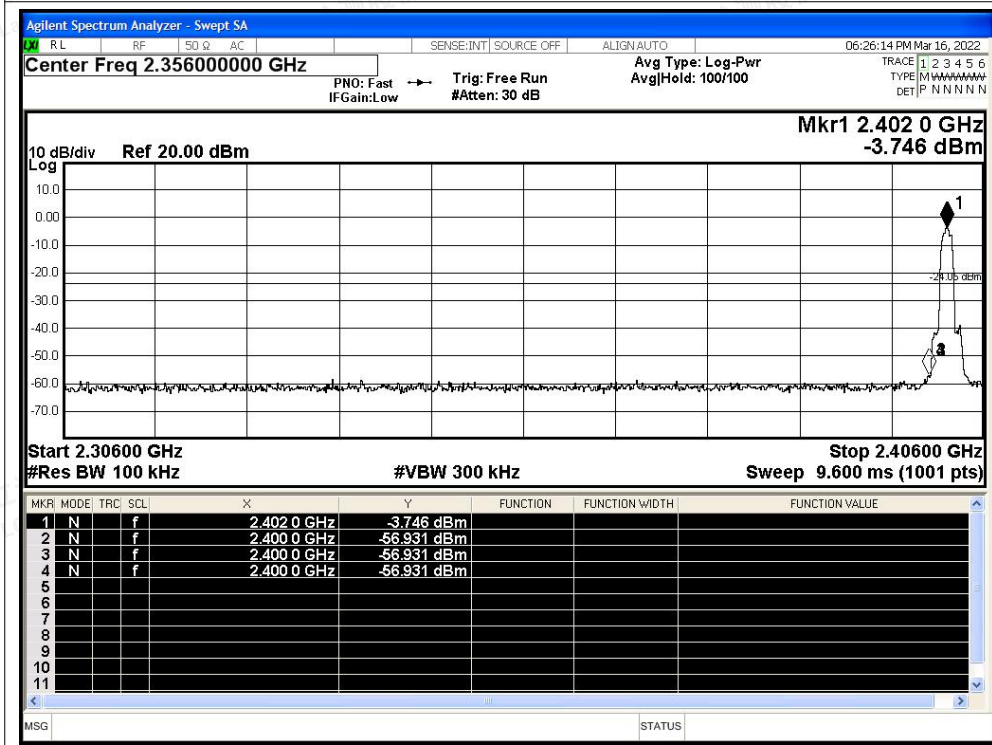 Agilent Spectrum Analyzer - Swept SA
LXI RL RF 50 Ω AC SENSE:INT SOURCE OFF ALIGN AUTO 06:26:14 PM Mar 16, 2022
Center Freq 2.356000000 GHz
PNO: Fast
IFGain:Low
Trig: Free Run
#Atten: 30 dB
Avg Type: Log-Pwr
Avg|Hold: 100/100
TRACE 1 2 3 4 5 6
TYPE M
DET P N N N N N
Mkr1 2.402 0 GHz
-3.746 dBm
10 dB/div Ref 20.00 dBm
Log
10.0
0.00
-10.0
-20.0
-30.0
-40.0
-50.0
-60.0
-70.0
1
-24.05 dBm
Start 2.30600 GHz
Stop 2.40600 GHz
#Res BW 100 kHz
#VBW 300 kHz
Sweep 9.600 ms (1001 pts)
MKR MODE TRC SCL X Y FUNCTION FUNCTION WIDTH FUNCTION VALUE
1 N f 2.402 0 GHz -3.746 dBm
2 N f 2.400 0 GHz -56.931 dBm
3 N f 2.400 0 GHz -56.931 dBm
4 N f 2.400 0 GHz -56.931 dBm
5
6
7
8
9
10
11
MSG STATUS